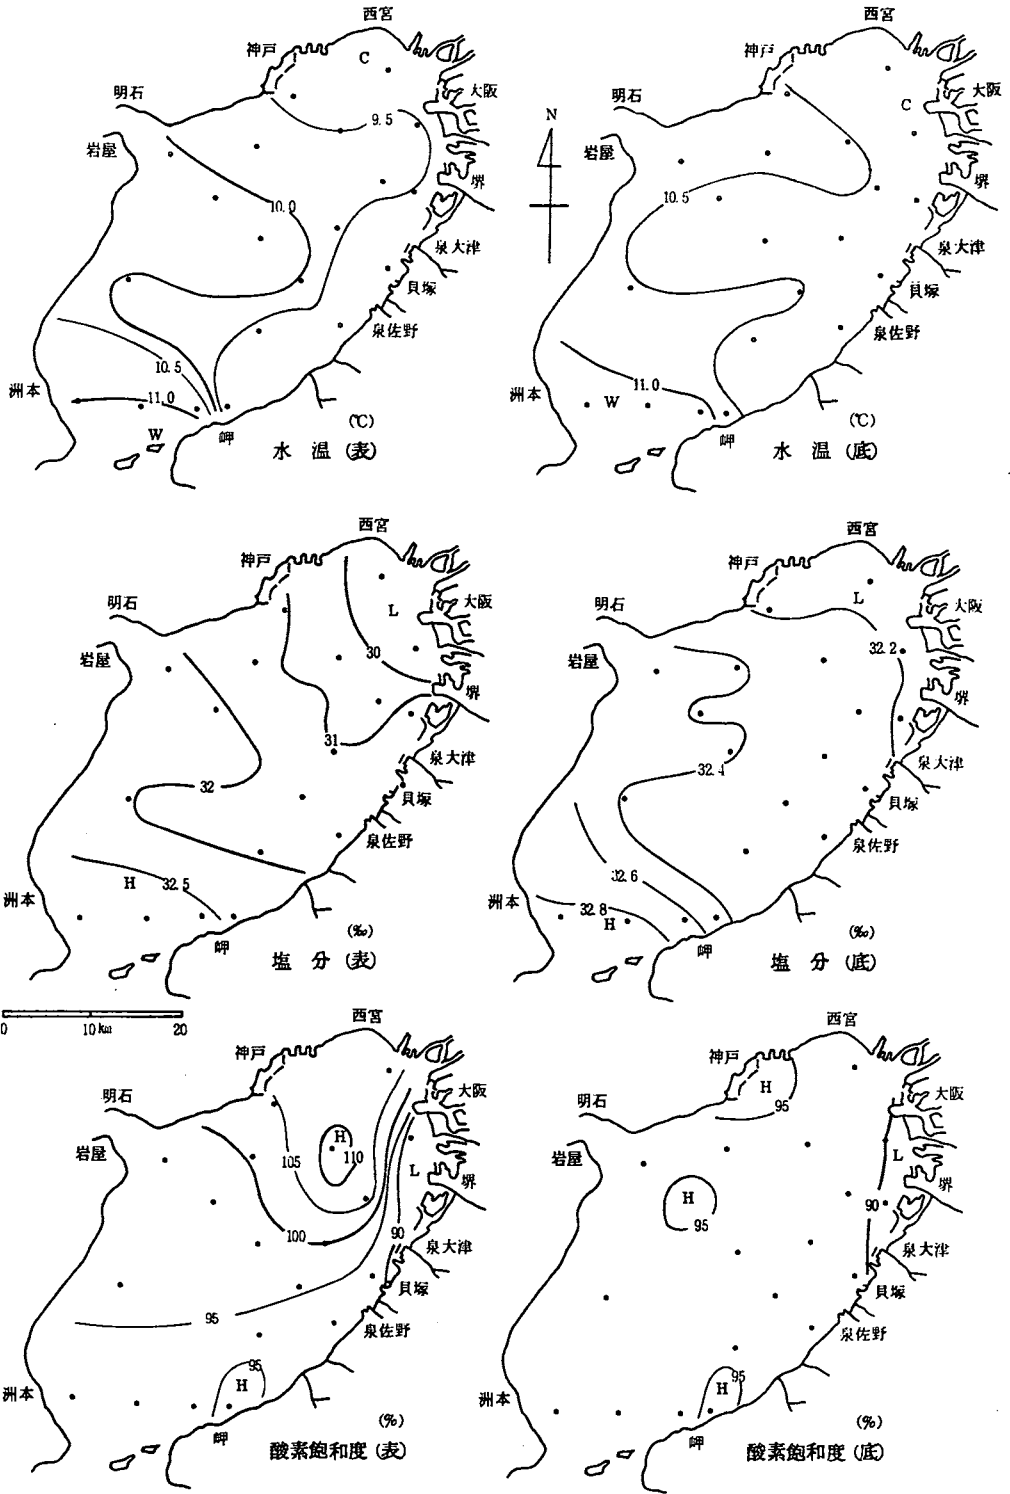 西宮
神戸
C
明石
大阪
9.5
岩屋
堺
10.0
泉大津
貝塚
泉佐野
10.5
洲本
11.0
W
岬
(℃)
水 温 (表)
N
西宮
神戸
明石
大阪
C
岩屋
堺
10.5
泉大津
貝塚
泉佐野
11.0
W
(℃)
岬
水 温 (底)
西宮
神戸
明石
L
大阪
岩屋
30
堺
31
泉大津
32
貝塚
泉佐野
H
32.5
洲本
(‰)
岬
塩 分 (表)
西宮
神戸
L
明石
大阪
32.2
岩屋
堺
32.4
泉大津
貝塚
泉佐野
32.6
洲本
32.8
H
(‰)
岬
塩 分 (底)
0
10km
20
西宮
神戸
明石
大阪
H
岩屋
110
105
L
堺
90
100
泉大津
貝塚
95
泉佐野
95
H
洲本
(%)
岬
酸素飽和度 (表)
西宮
神戸
H
明石
95
大阪
岩屋
L
堺
H
90
95
泉大津
貝塚
泉佐野
95
H
洲本
(%)
岬
酸素飽和度 (底)